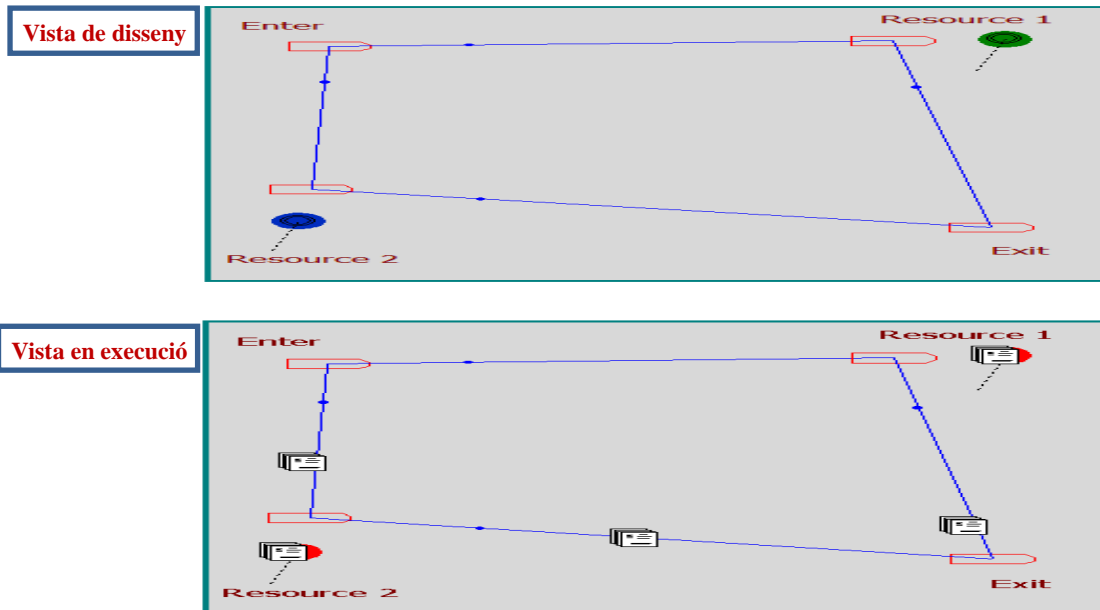 Vista de disseny
Enter
Resource 1
Resource 2
Exit
Vista en execució
Enter
Resource 1
Resource 2
Exit